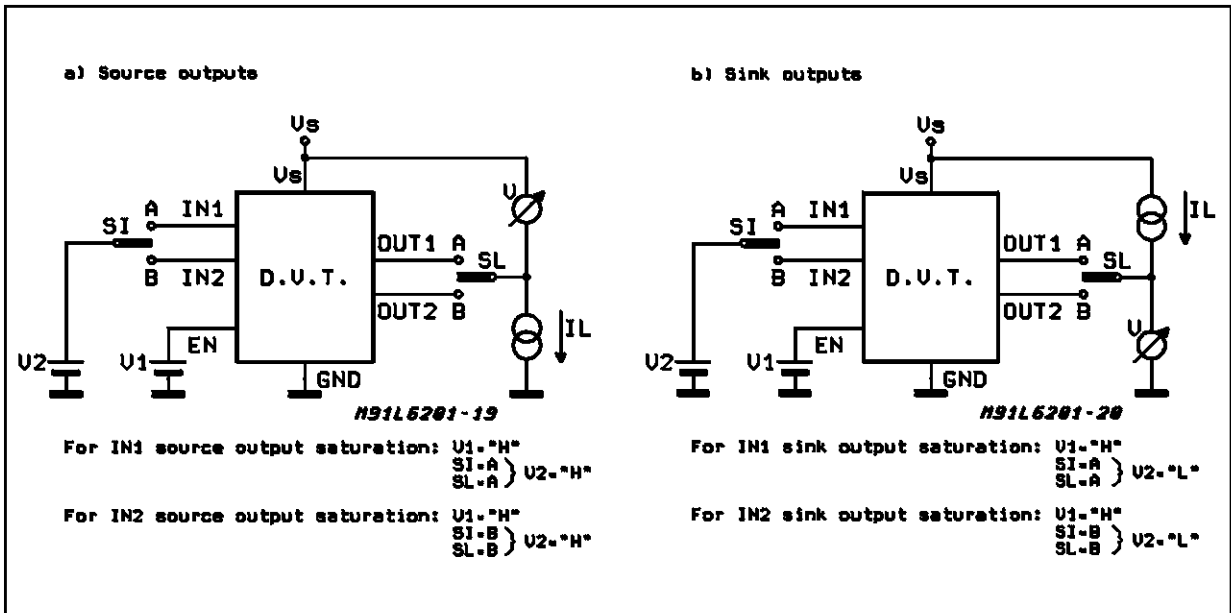 a) Source outputs
Vs
Vs
V
A IN1
SI
B IN2
D.U.T.
OUT1 A
SL
OUT2 B
IL
EN
V2
V1
GND
M91L6201-19
For IN1 source output saturation: V1="H"
SI=A
SL=A } V2="H"
For IN2 source output saturation: V1="H"
SI=B
SL=B } V2="H"
b) Sink outputs
Vs
Vs
IL
A IN1
SI
B IN2
D.U.T.
OUT1 A
SL
OUT2 B
V
EN
V2
V1
GND
M91L6201-20
For IN1 sink output saturation: V1="H"
SI=A
SL=A } V2="L"
For IN2 sink output saturation: V1="H"
SI=B
SL=B } V2="L"